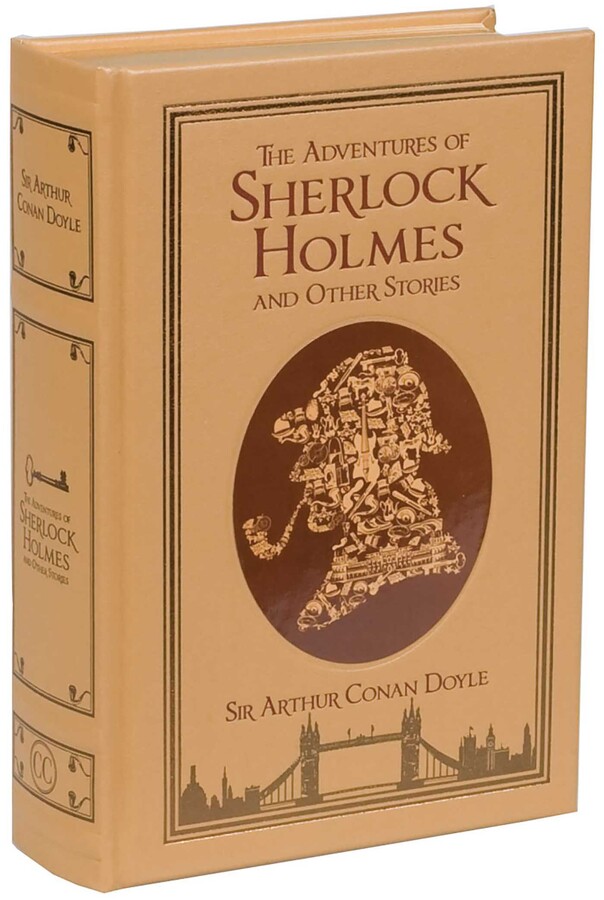 THE ADVENTURES OF
SHERLOCK
HOLMES
AND OTHER STORIES
SIR ARTHUR CONAN DOYLE
SIR ARTHUR
CONAN DOYLE
THE ADVENTURES OF
SHERLOCK
HOLMES
AND OTHER STORIES
CC